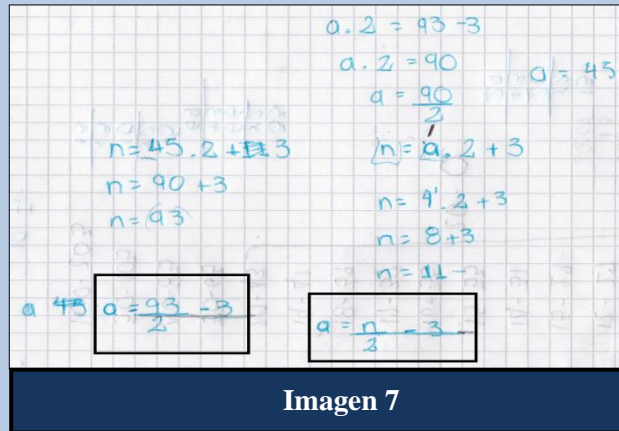 a. 2 = 93 - 3
a. 2 = 90
a = 90/2
a = 45
n = a. 2 + 3
n = 4. 2 + 3
n = 8 + 3
n = 11
n = 45. 2 + 3
n = 90 + 3
n = 93
a 45
a = 93/2 - 3
a = n/2 - 3
Imagen 7